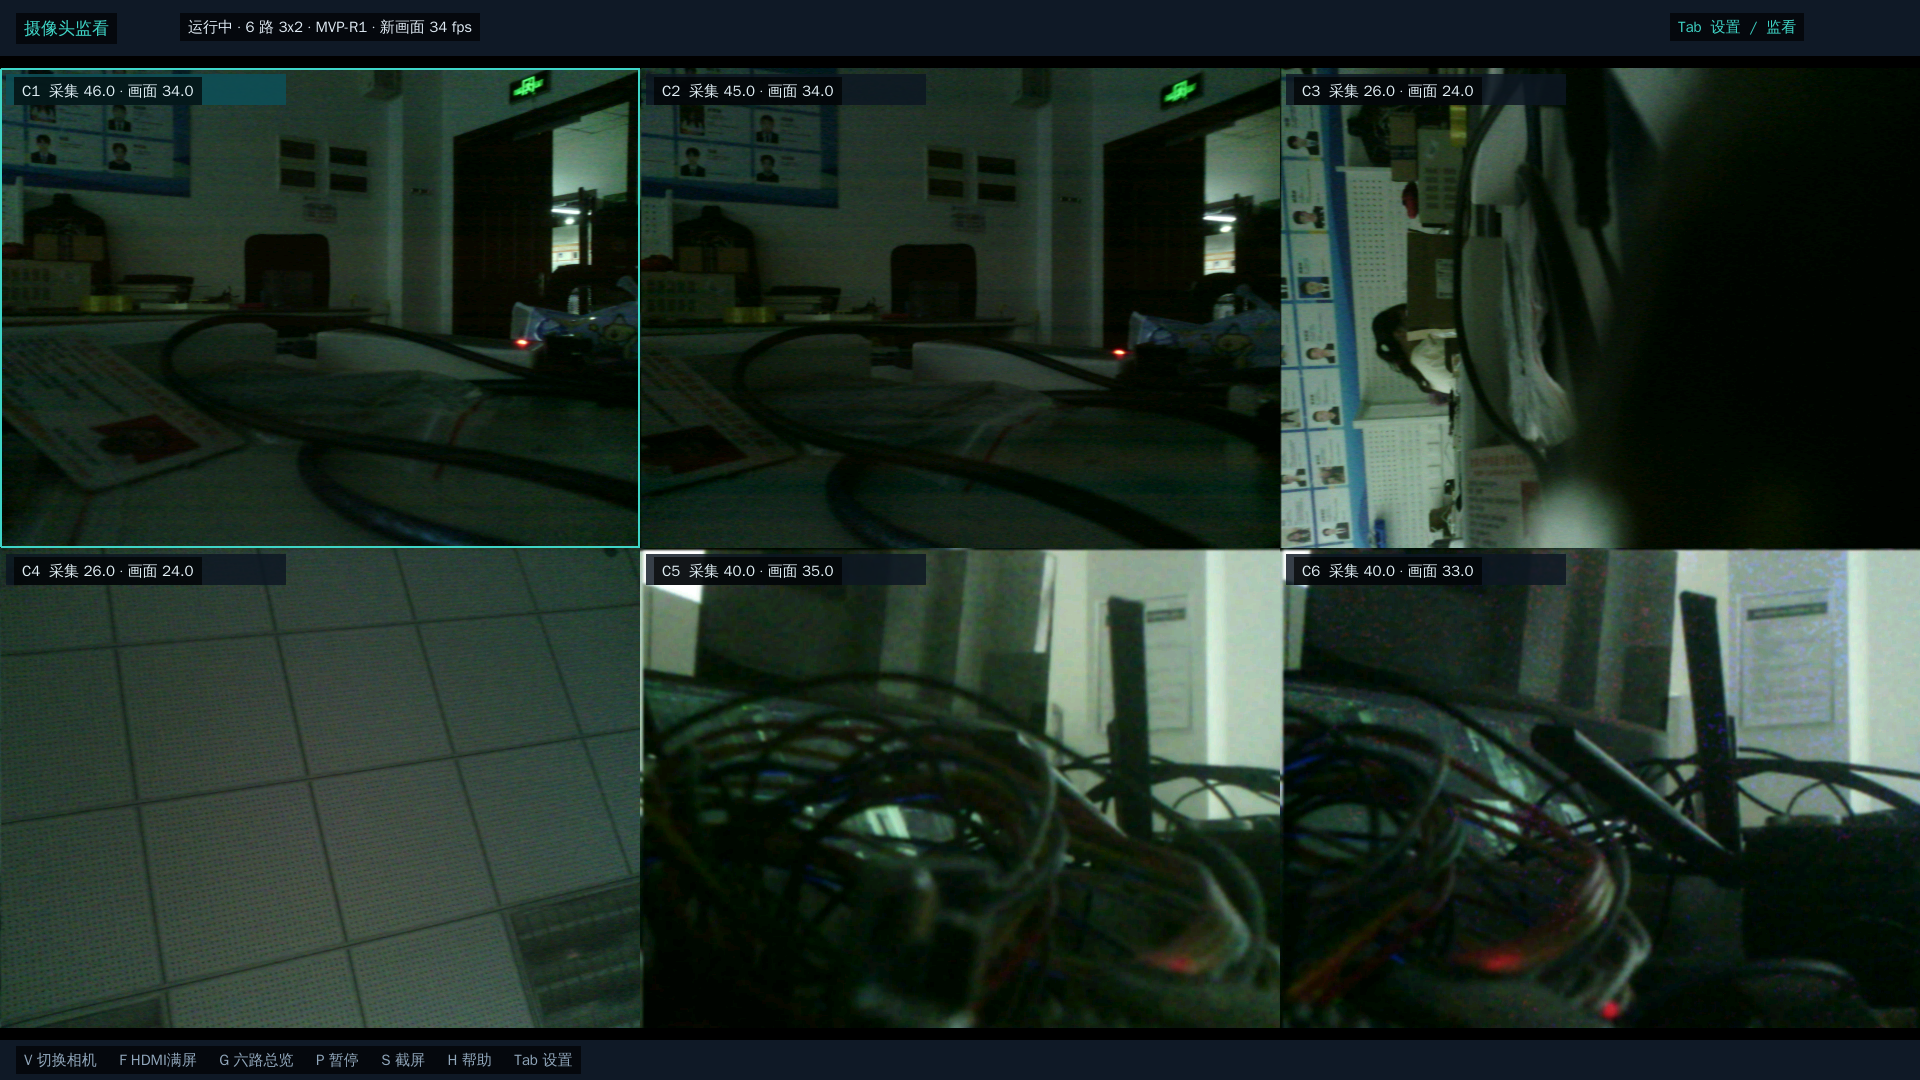 摄像头监看
运行中 · 6 路 3x2 · MVP-R1 · 新画面 34 fps
Tab 设置 / 监看
C1 采集 46.0 · 画面 34.0
C2 采集 45.0 · 画面 34.0
C3 采集 26.0 · 画面 24.0
C4 采集 26.0 · 画面 24.0
C5 采集 40.0 · 画面 35.0
C6 采集 40.0 · 画面 33.0
V 切换相机 F HDMI满屏 G 六路总览 P 暂停 S 截屏 H 帮助 Tab 设置